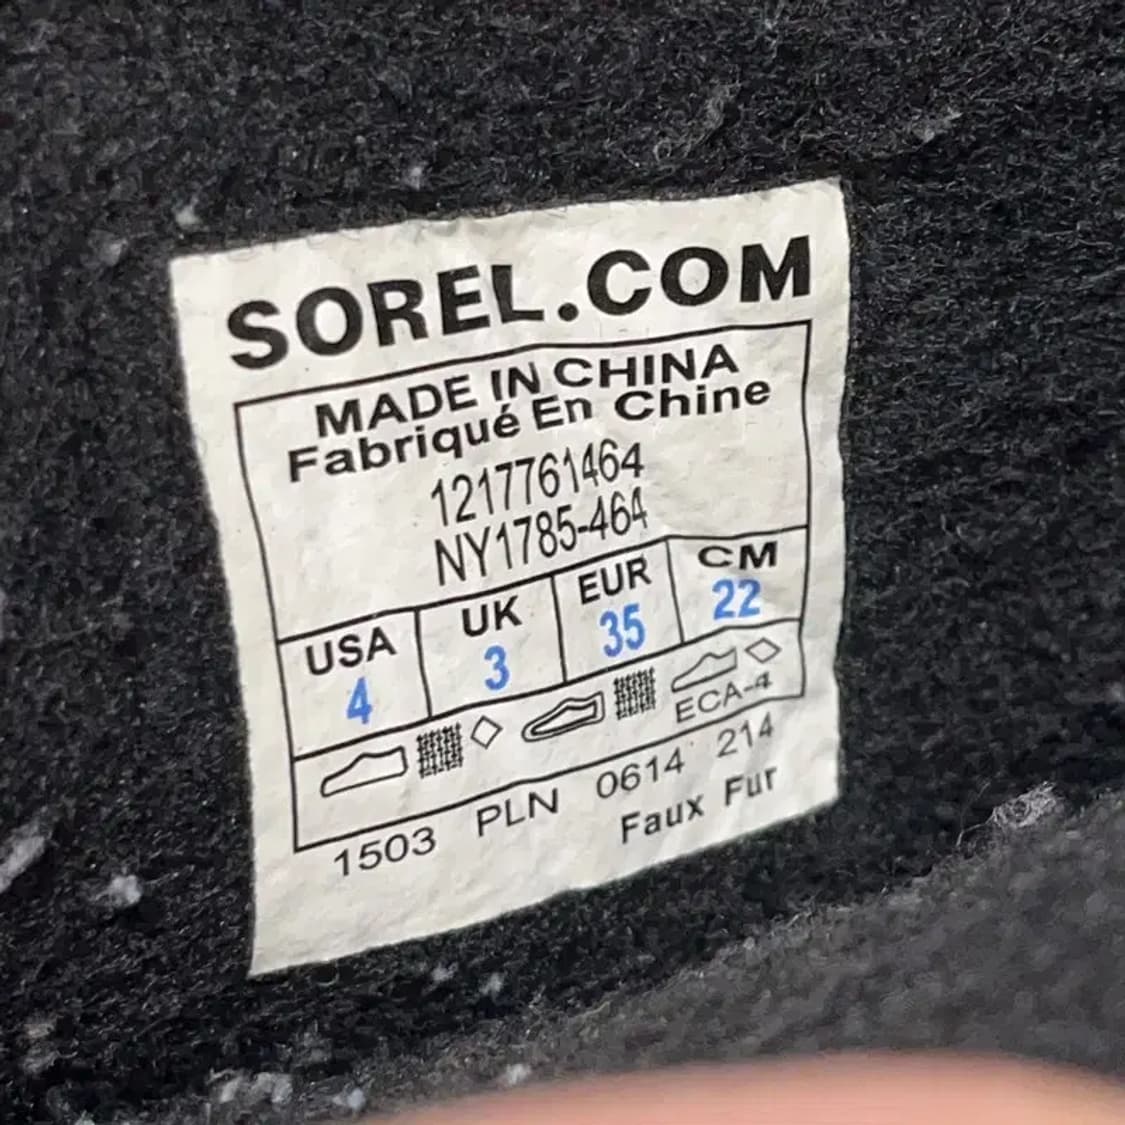 SOREL.COM
MADE IN CHINA
Fabriqué En Chine
1217761464
NY1785-464
USA UK EUR CM
4 3 35 22
ECA-4
1503 PLN 0614 214
Faux Fur